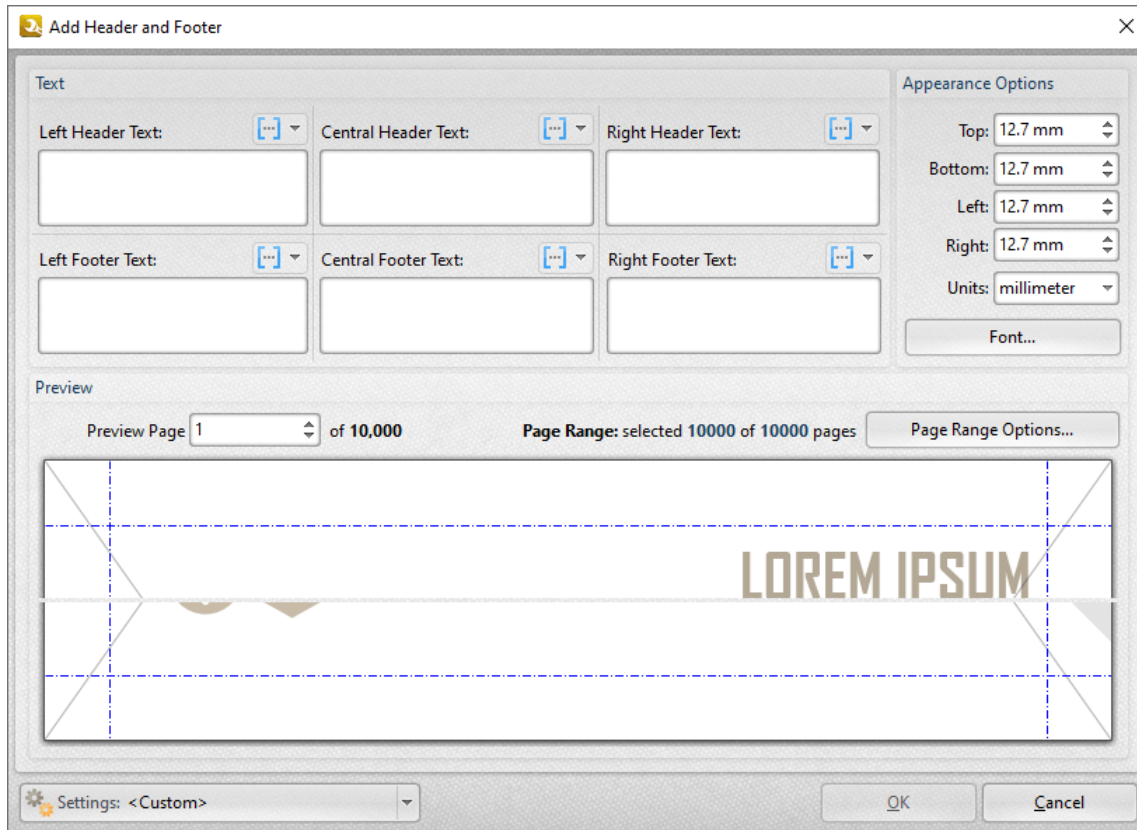 Add Header and Footer
Text
Appearance Options
Left Header Text:
Central Header Text:
Right Header Text:
Top: 12.7 mm
Bottom: 12.7 mm
Left: 12.7 mm
Right: 12.7 mm
Left Footer Text:
Central Footer Text:
Right Footer Text:
Units: millimeter
Font...
Preview
Preview Page 1 of 10,000
Page Range: selected 10000 of 10000 pages
Page Range Options...
LOREM IPSUM
Settings: <Custom>
OK
Cancel